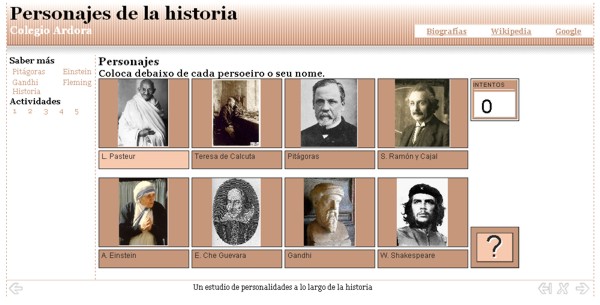 Personajes de la historia
Colegio Ardora
Biografías Wikipedia Google
Saber más
Pitágoras Einstein
Gandhi Fleming
Historia
Actividades
1 2 3 4 5
Personajes
Coloca debaixo de cada persoeiro o seu nome.
INTENTOS
0
L. Pasteur Teresa de Calcuta Pitágoras S. Ramón y Cajal
A. Einstein E. Che Guevara Gandhi W. Shakespeare
?
Un estudio de personalidades a lo largo de la historia